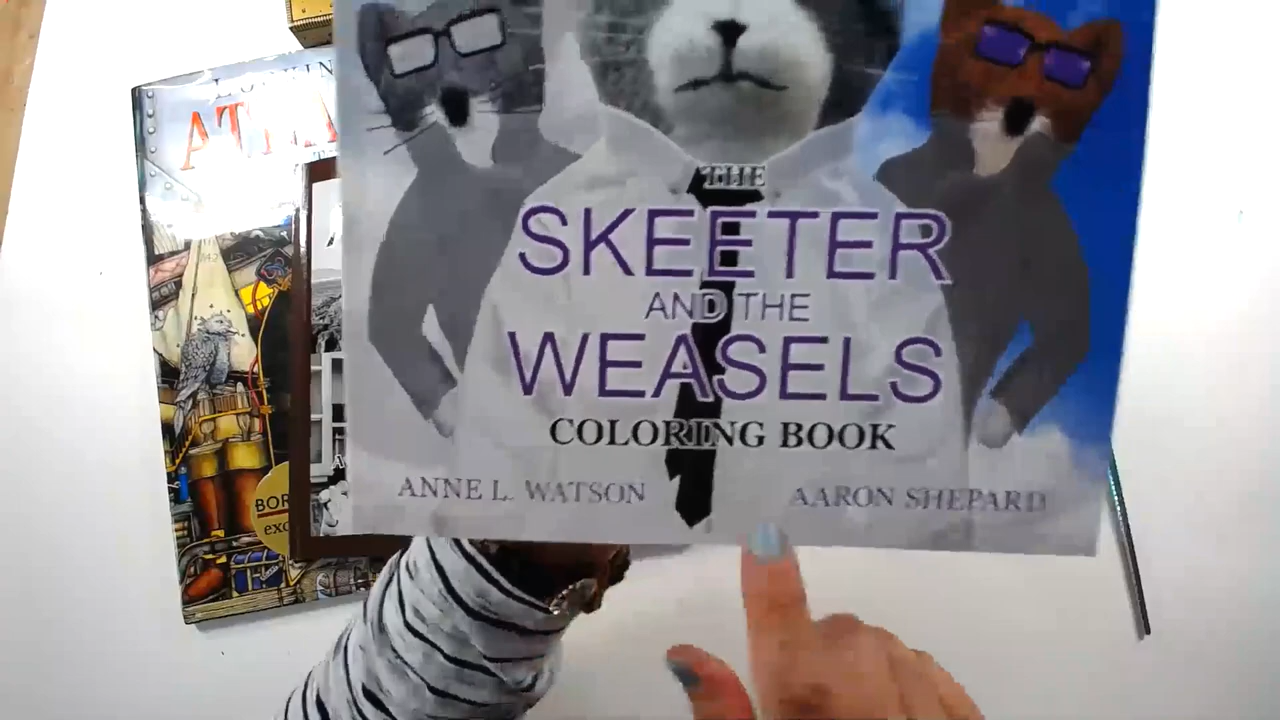 THE
SKEETER
AND THE
WEASELS
COLORING BOOK
ANNE L. WATSON
AARON SHEPARD